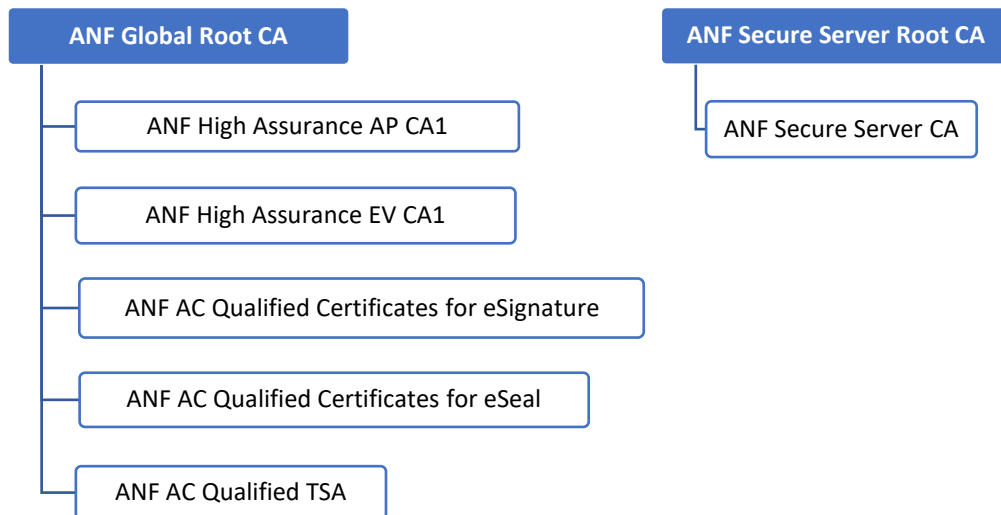 ANF Global Root CA
ANF High Assurance AP CA1
ANF High Assurance EV CA1
ANF AC Qualified Certificates for eSignature
ANF AC Qualified Certificates for eSeal
ANF AC Qualified TSA
ANF Secure Server Root CA
ANF Secure Server CA